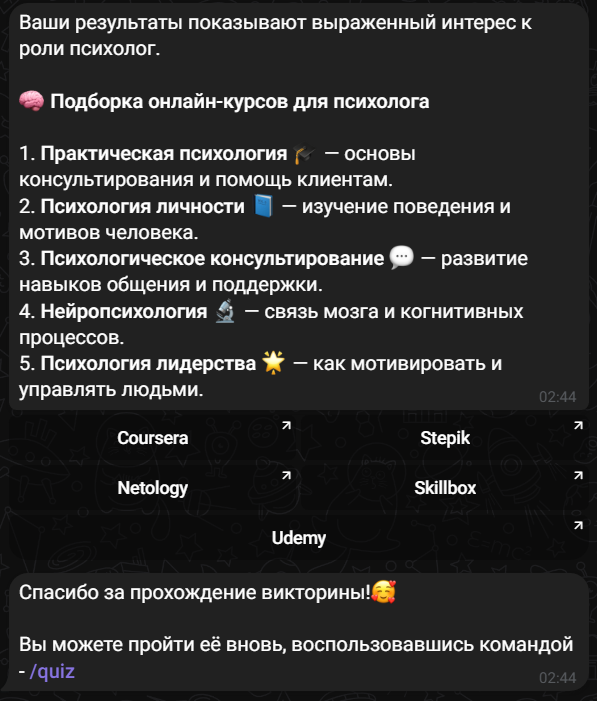 Ваши результаты показывают выраженный интерес к
роли психолог.
🧠 Подборка онлайн-курсов для психолога
1. Практическая психология 🎓 — основы
консультирования и помощь клиентам.
2. Психология личности 📘 — изучение поведения и
мотивов человека.
3. Психологическое консультирование 💬 — развитие
навыков общения и поддержки.
4. Нейропсихология 🔬 — связь мозга и когнитивных
процессов.
5. Психология лидерства 🌟 — как мотивировать и
управлять людьми.
02:44
Coursera
Stepik
Netology
Skillbox
Udemy
Спасибо за прохождение викторины!🥰
Вы можете пройти её вновь, воспользовавшись командой
- /quiz
02:44